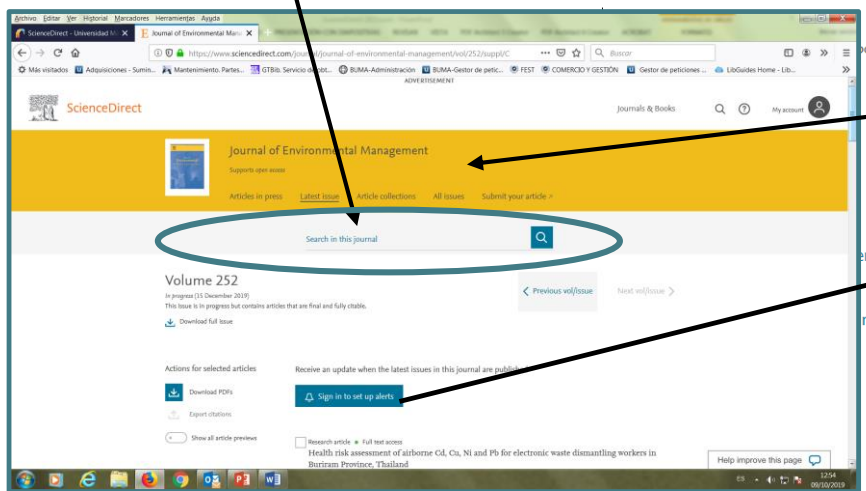 Archivo Editar Ver Historial Marcadores Herramientas Ayuda
ScienceDirect - Universidad
Journal of Environmental Mana
https://www.sciencedirect.com/journal/journal-of-environmental-management/vol/252/suppl/C
Buscar
Más visitados
Adquisiciones - Sumin...
Mantenimiento. Partes...
GTBib. Servicio de obt...
BUMA-Administración
BUMA-Gestor de petic...
FEST
COMERCIO Y GESTIÓN
Gestor de peticiones ...
LibGuides Home - Lib...
ADVERTISEMENT
ScienceDirect
Journals & Books
My account
Journal of Environmental Management
Supports open access
Articles in press
Latest issue
Article collections
All issues
Submit your article
Search in this journal
Volume 252
In progress (15 December 2019)
This issue is in progress but contains articles that are final and fully citable.
Download full issue
Previous vol/issue
Next vol/issue
Actions for selected articles
Download PDFs
Export citations
Show all article previews
Receive an update when the latest issues in this journal are
Sign in to set up alerts
Research article
Full text access
Health risk assessment of airborne Cd, Cu, Ni and Pb for electronic waste dismantling workers in
Buriram Province, Thailand
Help improve this page
ES
12:54
09/10/2019